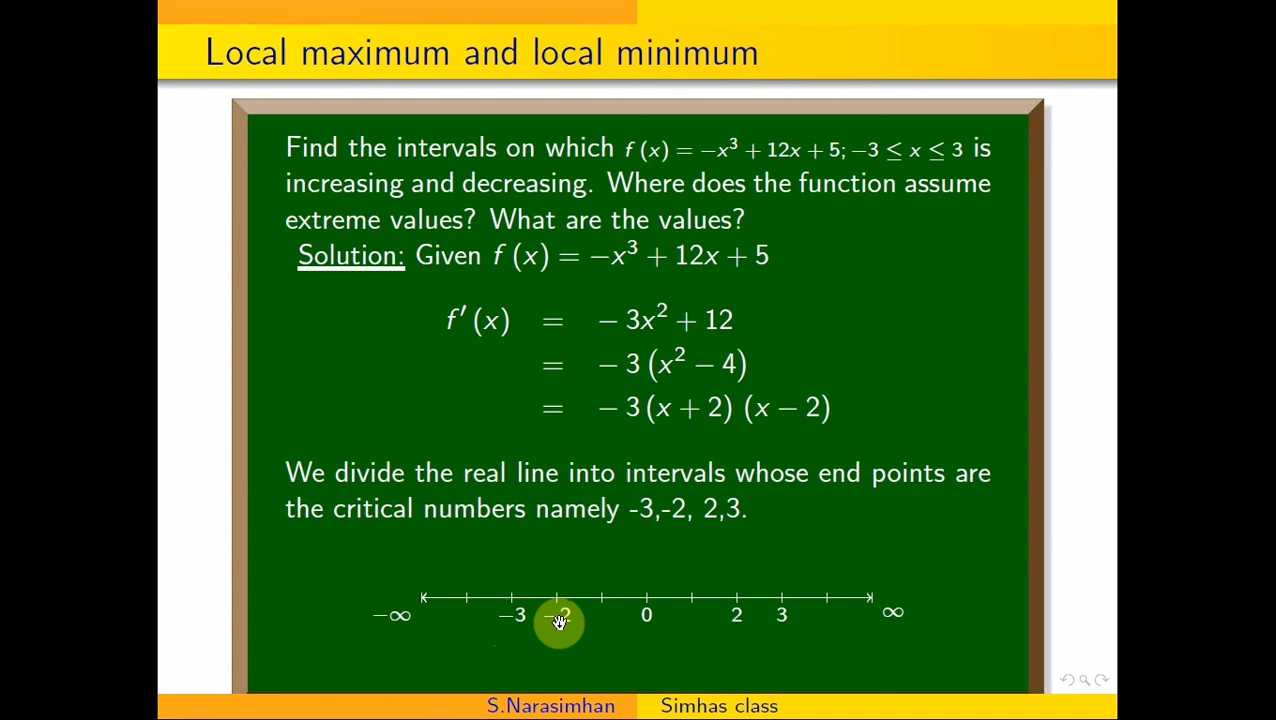 Local maximum and local minimum
Find the intervals on which f (x) = −x³ + 12x + 5; −3 ≤ x ≤ 3 is
increasing and decreasing. Where does the function assume
extreme values? What are the values?
Solution: Given f (x) = −x³ + 12x + 5
f′ (x) = − 3x² + 12
= − 3 (x² − 4)
= − 3 (x + 2) (x − 2)
We divide the real line into intervals whose end points are
the critical numbers namely -3,-2, 2,3.
−∞ −3 −2 0 2 3 ∞
S.Narasimhan Simhas class